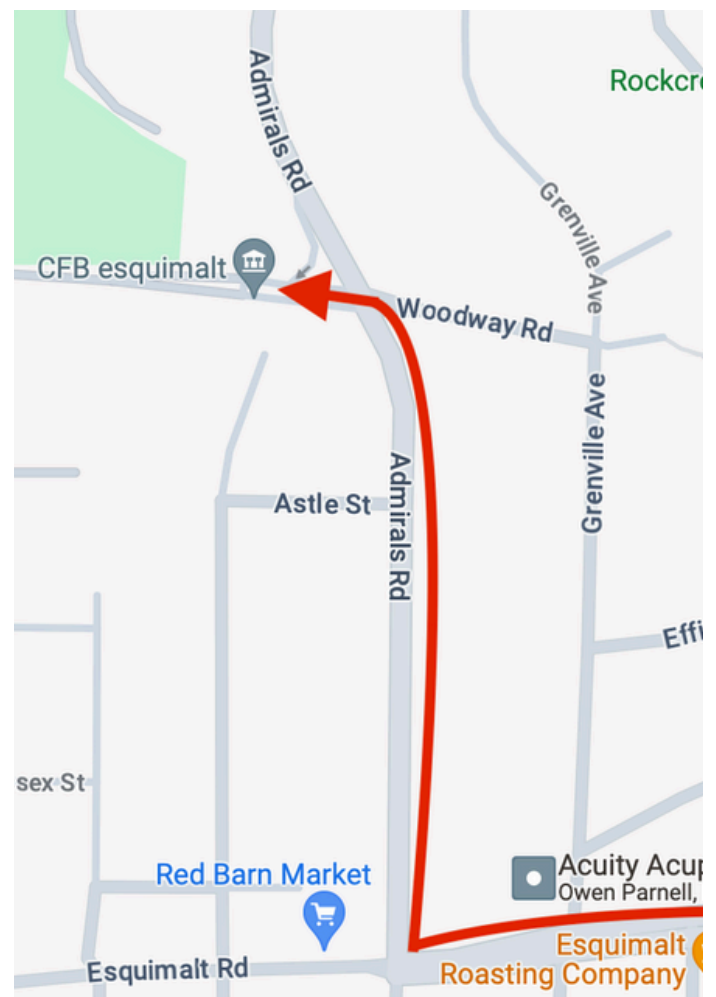 Admirals Rd
Rockcre
Grenville Ave
CFB esquimalt
Woodway Rd
Grenville Ave
Admirals Rd
Astle St
Effi
sex St
Red Barn Market
Acuity Acup
Owen Parnell,
Esquimalt Rd
Esquimalt
Roasting Company